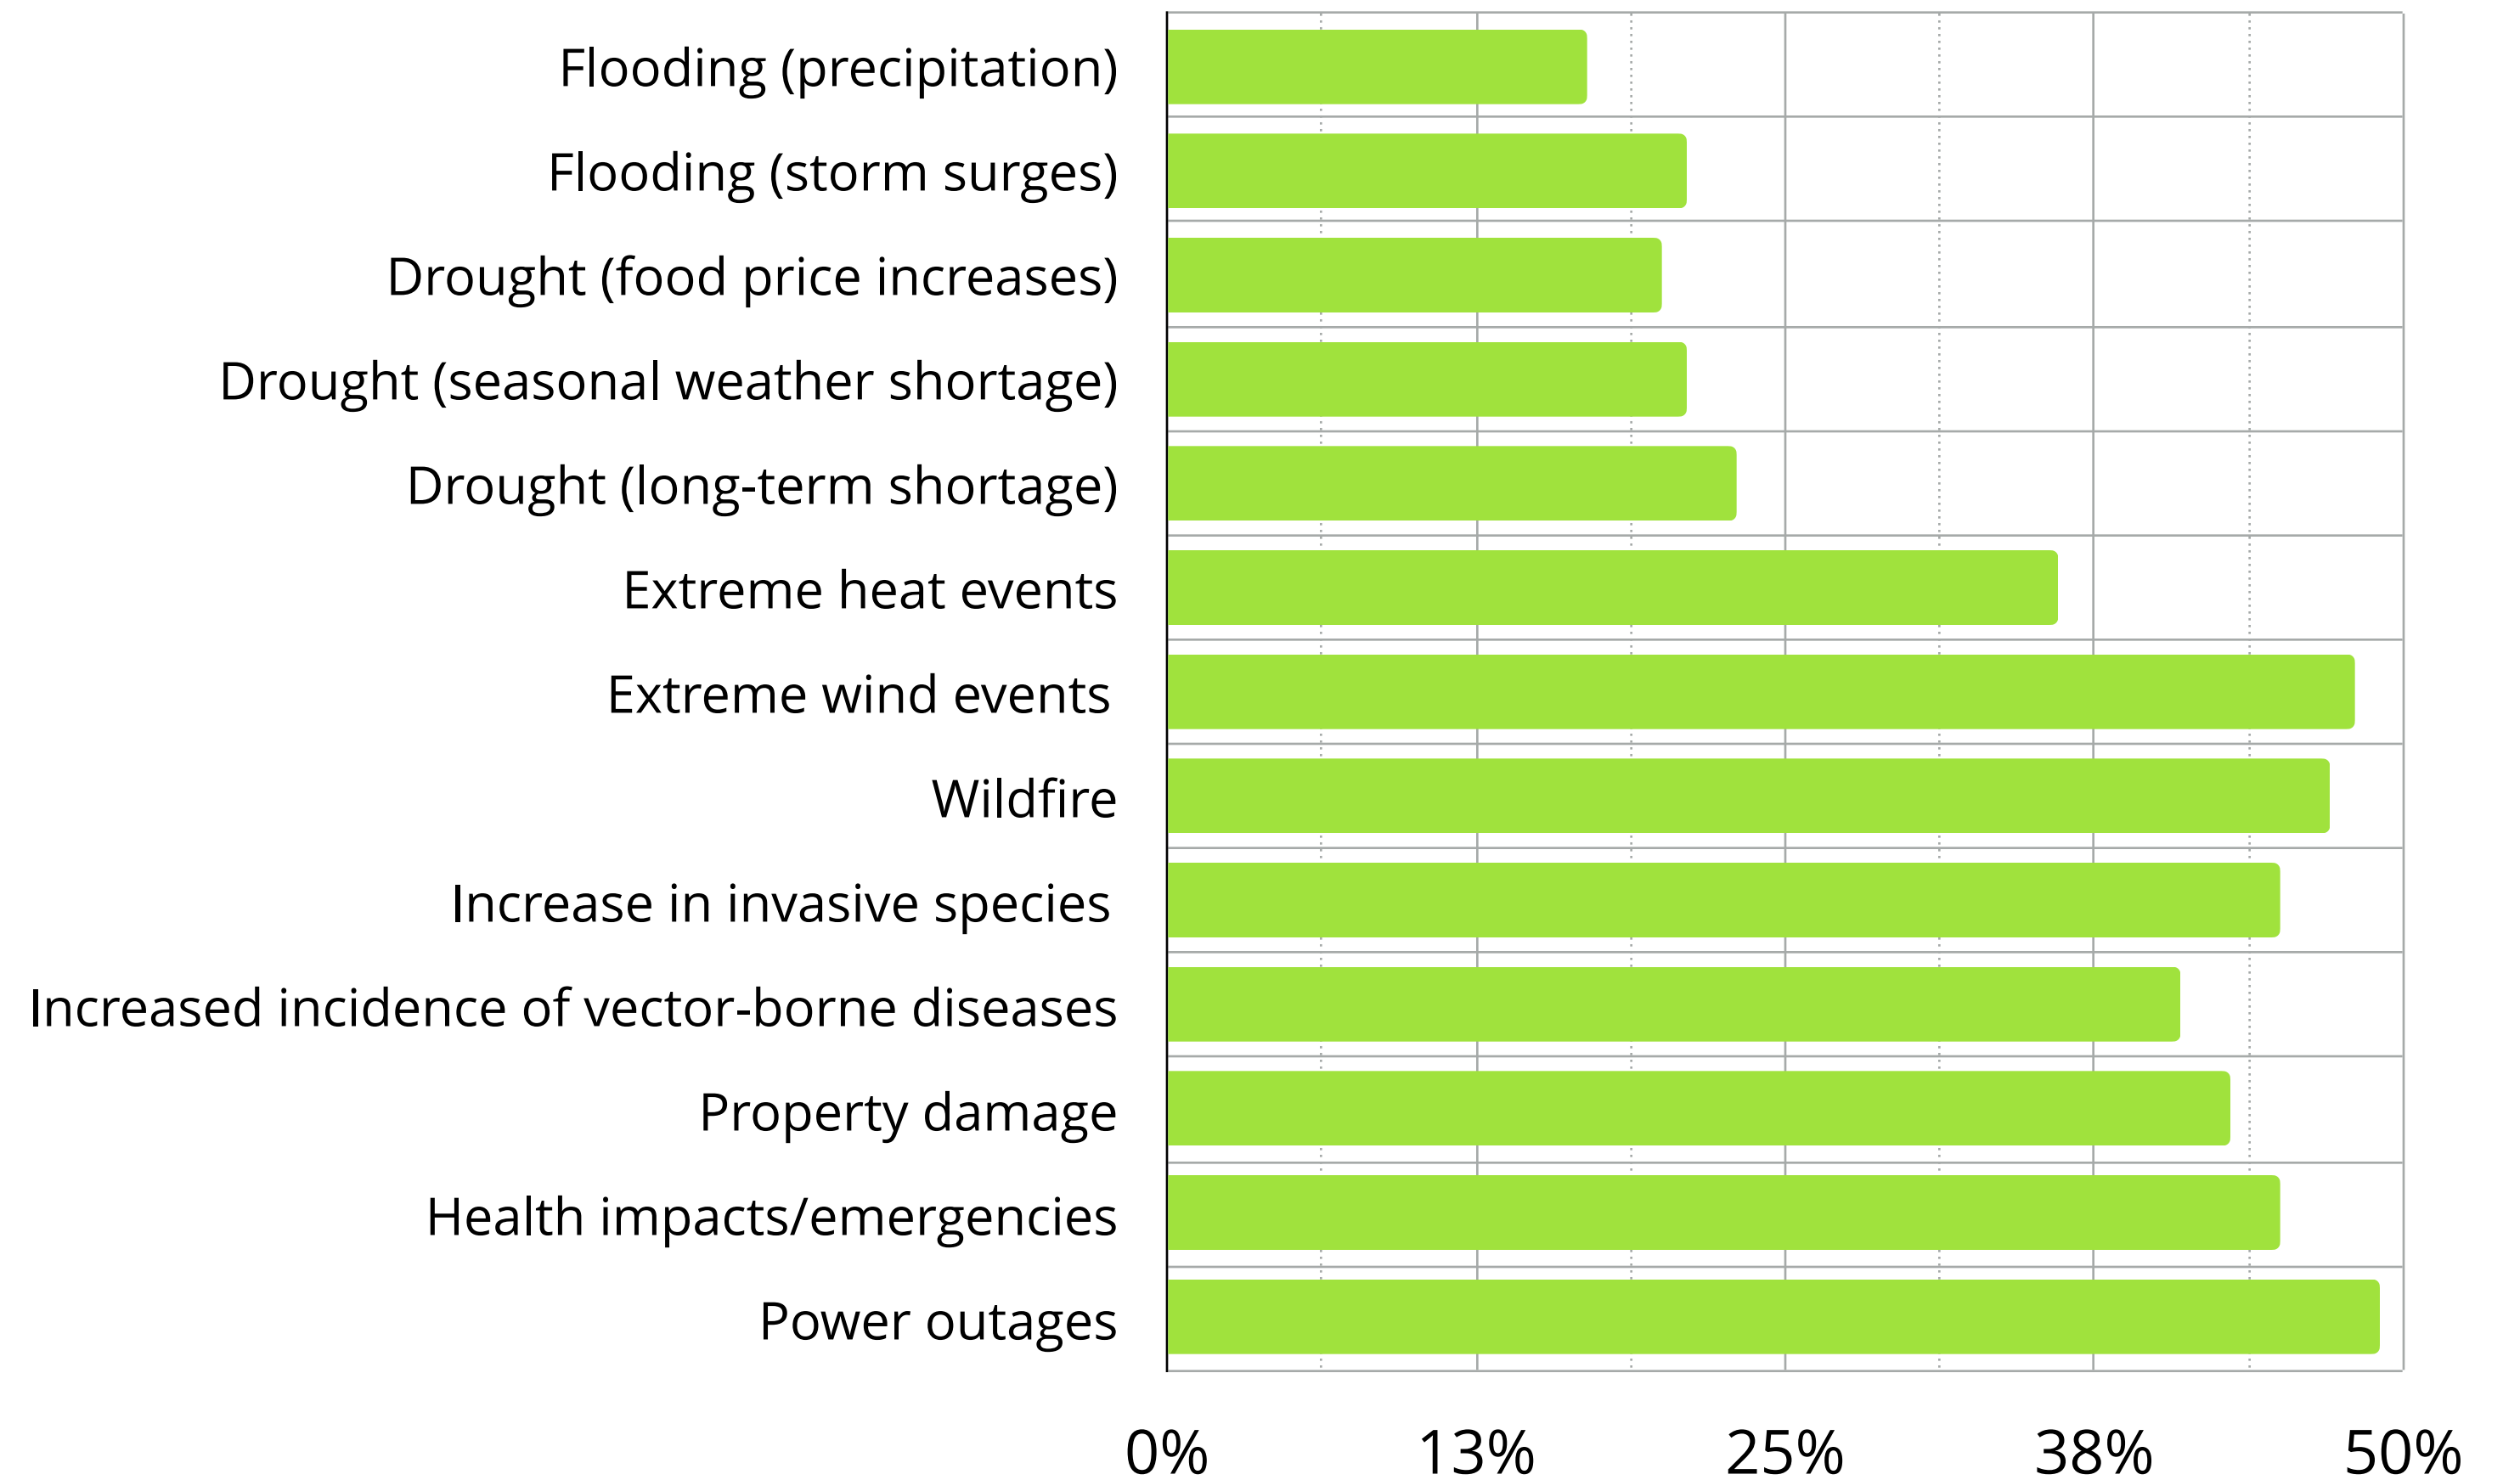 Flooding (precipitation)
Flooding (storm surges)
Drought (food price increases)
Drought (seasonal weather shortage)
Drought (long-term shortage)
Extreme heat events
Extreme wind events
Wildfire
Increase in invasive species
Increased incidence of vector-borne diseases
Property damage
Health impacts/emergencies
Power outages
0% 13% 25% 38% 50%